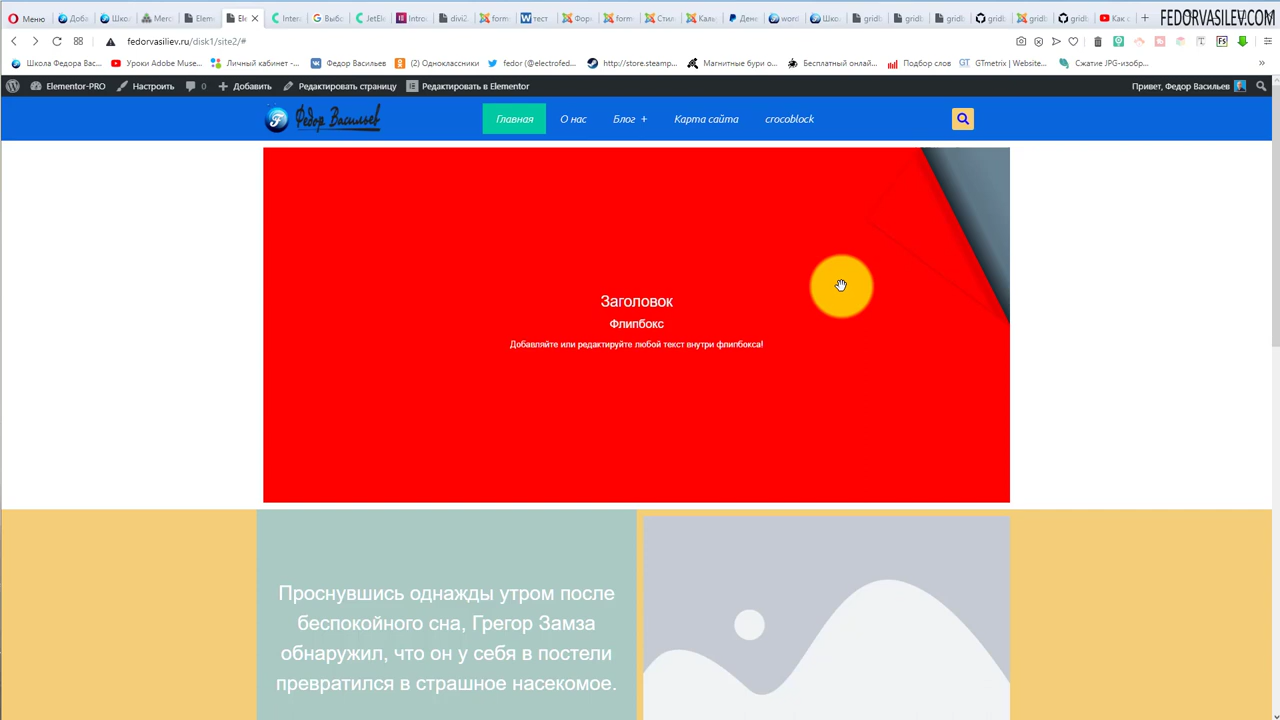 Меню
FEDORVASILEV.COM
fedorvasiliev.ru/disk1/site2/#
Школа Федора Вас...
Уроки Adobe Muse...
Личный кабинет -...
Федор Васильев
(2) Одноклассники
fedor (@electrofed...
http://store.steamp...
Магнитные бури о...
Бесплатный онлай...
Подбор слов
GTmetrix | Website...
Сжатие JPG-изобр...
Elementor-PRO
Настроить
0
Добавить
Редактировать страницу
Редактировать в Elementor
Привет, Федор Васильев
Федор Васильев
Главная
О нас
Блог +
Карта сайта
crocoblock
Заголовок
Флипбокс
Добавляйте или редактируйте любой текст внутри флипбокса!
Проснувшись однажды утром после
беспокойного сна, Грегор Замза
обнаружил, что он у себя в постели
превратился в страшное насекомое.